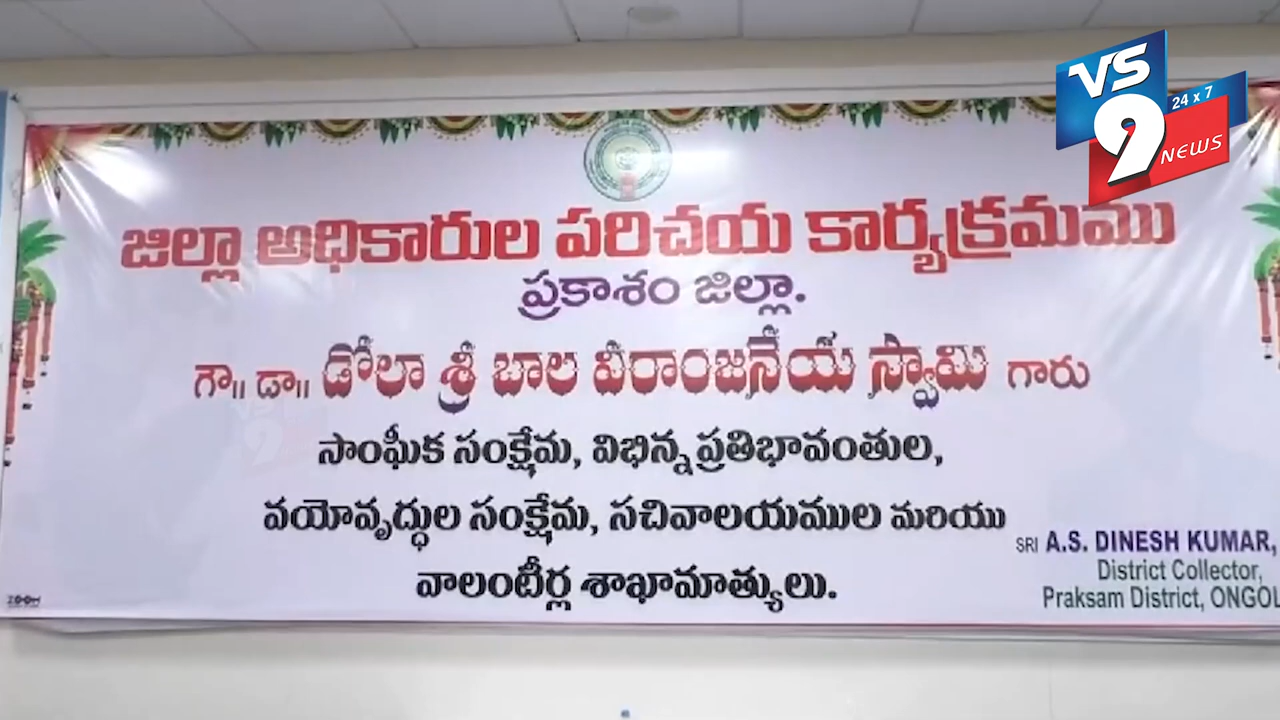 VS
9
24 x 7
NEWS
జిల్లా అధికారుల పరిచయ కార్యక్రమము
ప్రకాశం జిల్లా.
గౌ|| డా|| డోలా శ్రీ బాల వీరాంజనేయ స్వామి గారు
సాంఘీక సంక్షేమ, విభిన్న ప్రతిభావంతుల,
వయోవృద్ధుల సంక్షేమ, సచివాలయముల మరియు
వాలంటీర్ల శాఖామాత్యులు.
SRI A.S. DINESH KUMAR,
District Collector,
Praksam District, ONGOL
ZOOM